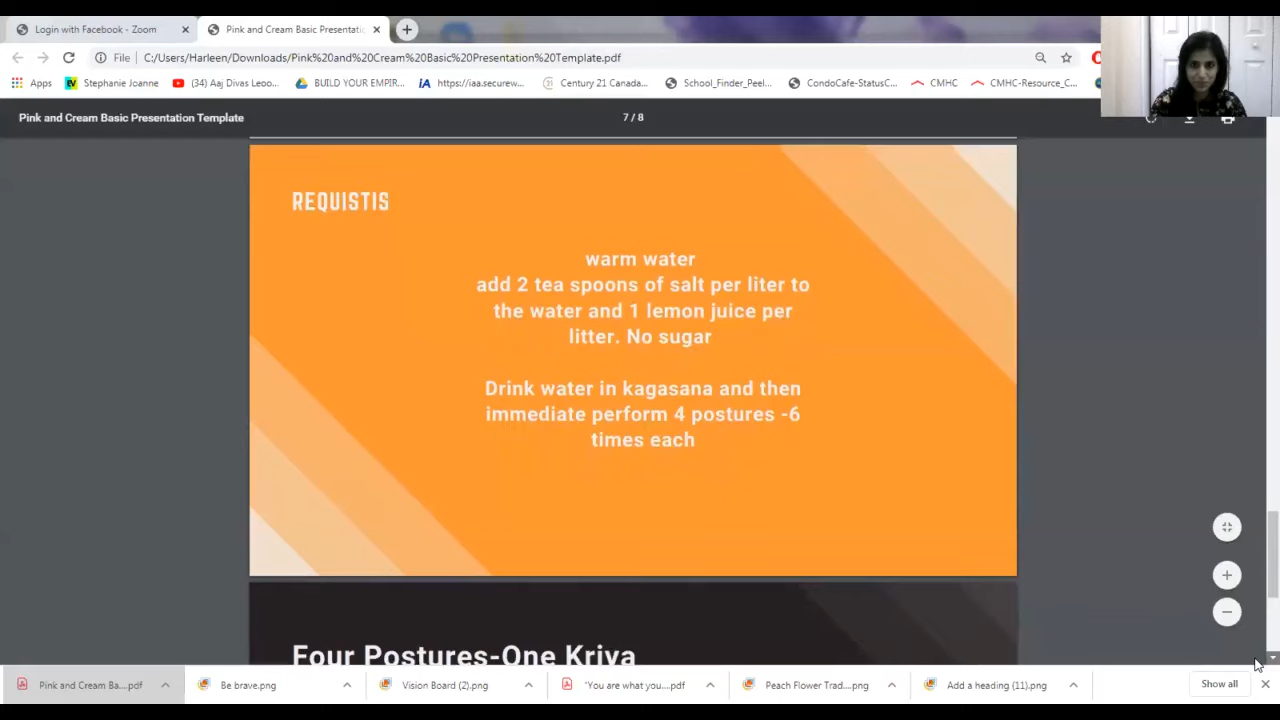 Login with Facebook - Zoom
Pink and Cream Basic Presentatio
File
C:/Users/Harleen/Downloads/Pink%20and%20Cream%20Basic%20Presentation%20Template.pdf
Apps
Stephanie Joanne
(34) Aaj Divas Leoo...
BUILD YOUR EMPIR...
iA https://iaa.securew...
Century 21 Canada...
School_Finder_Peel...
CondoCafe-StatusC...
CMHC
CMHC-Resource_C...
Pink and Cream Basic Presentation Template
7 / 8
REQUISTIS
warm water
add 2 tea spoons of salt per liter to
the water and 1 lemon juice per
litter. No sugar
Drink water in kagasana and then
immediate perform 4 postures -6
times each
Four Postures-One Kriya
Pink and Cream Ba....pdf
Be brave.png
Vision Board (2).png
"You are what you....pdf
Peach Flower Trad....png
Add a heading (11).png
Show all